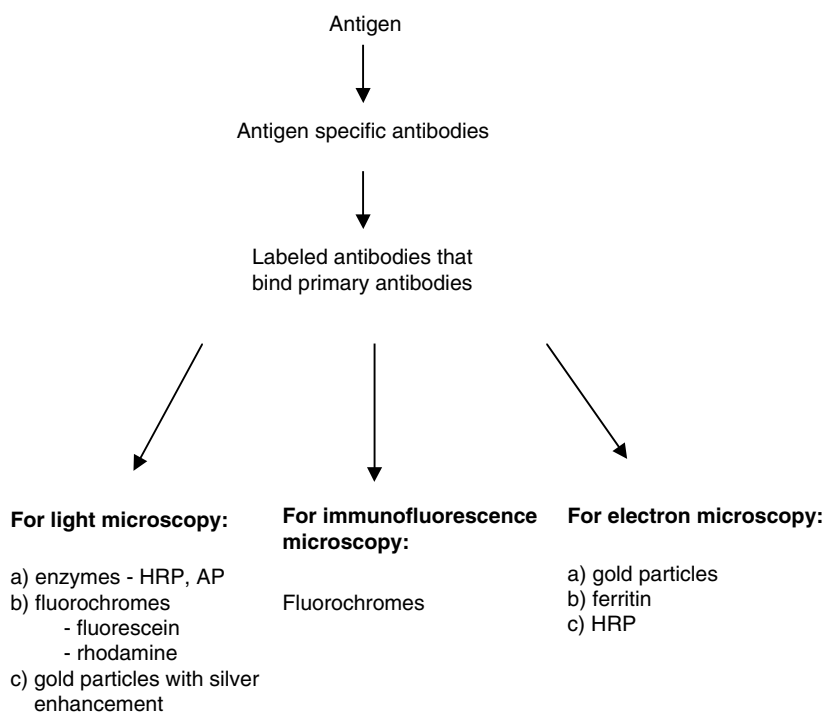 Antigen
Antigen specific antibodies
Labeled antibodies that
bind primary antibodies
For light microscopy:
a) enzymes - HRP, AP
b) fluorochromes
- fluorescein
- rhodamine
c) gold particles with silver
enhancement
For immunofluorescence
microscopy:
Fluorochromes
For electron microscopy:
a) gold particles
b) ferritin
c) HRP